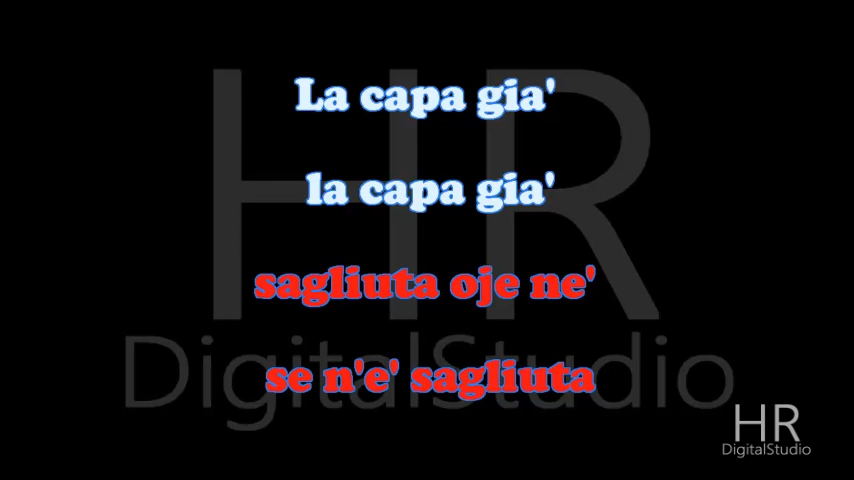 La capa gia'
la capa gia'
sagliuta oje ne'
se n'e' sagliuta
HR
DigitalStudio
HR
DigitalStudio